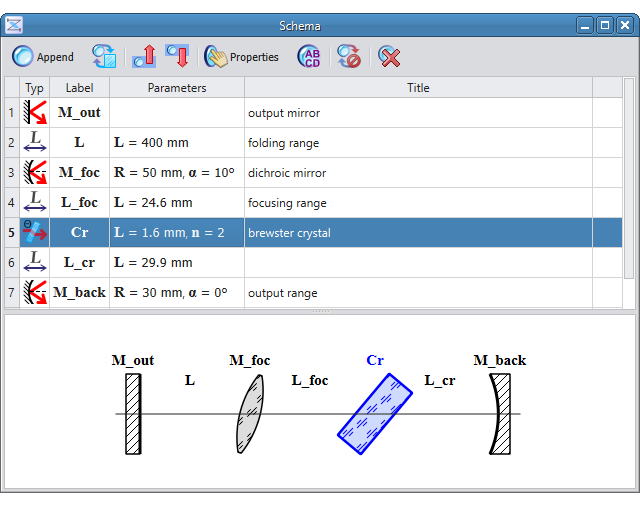 Schema
Append
Properties
AB
CD
Typ Label Parameters Title
1 M_out output mirror
2 L L L = 400 mm folding range
3 M_foc R = 50 mm, α = 10° dichroic mirror
4 L L_foc L = 24.6 mm focusing range
5 Θ Cr L = 1.6 mm, n = 2 brewster crystal
6 L L_cr L = 29.9 mm
7 M_back R = 30 mm, α = 0° output range
M_out M_foc Cr M_back
L L_foc L_cr